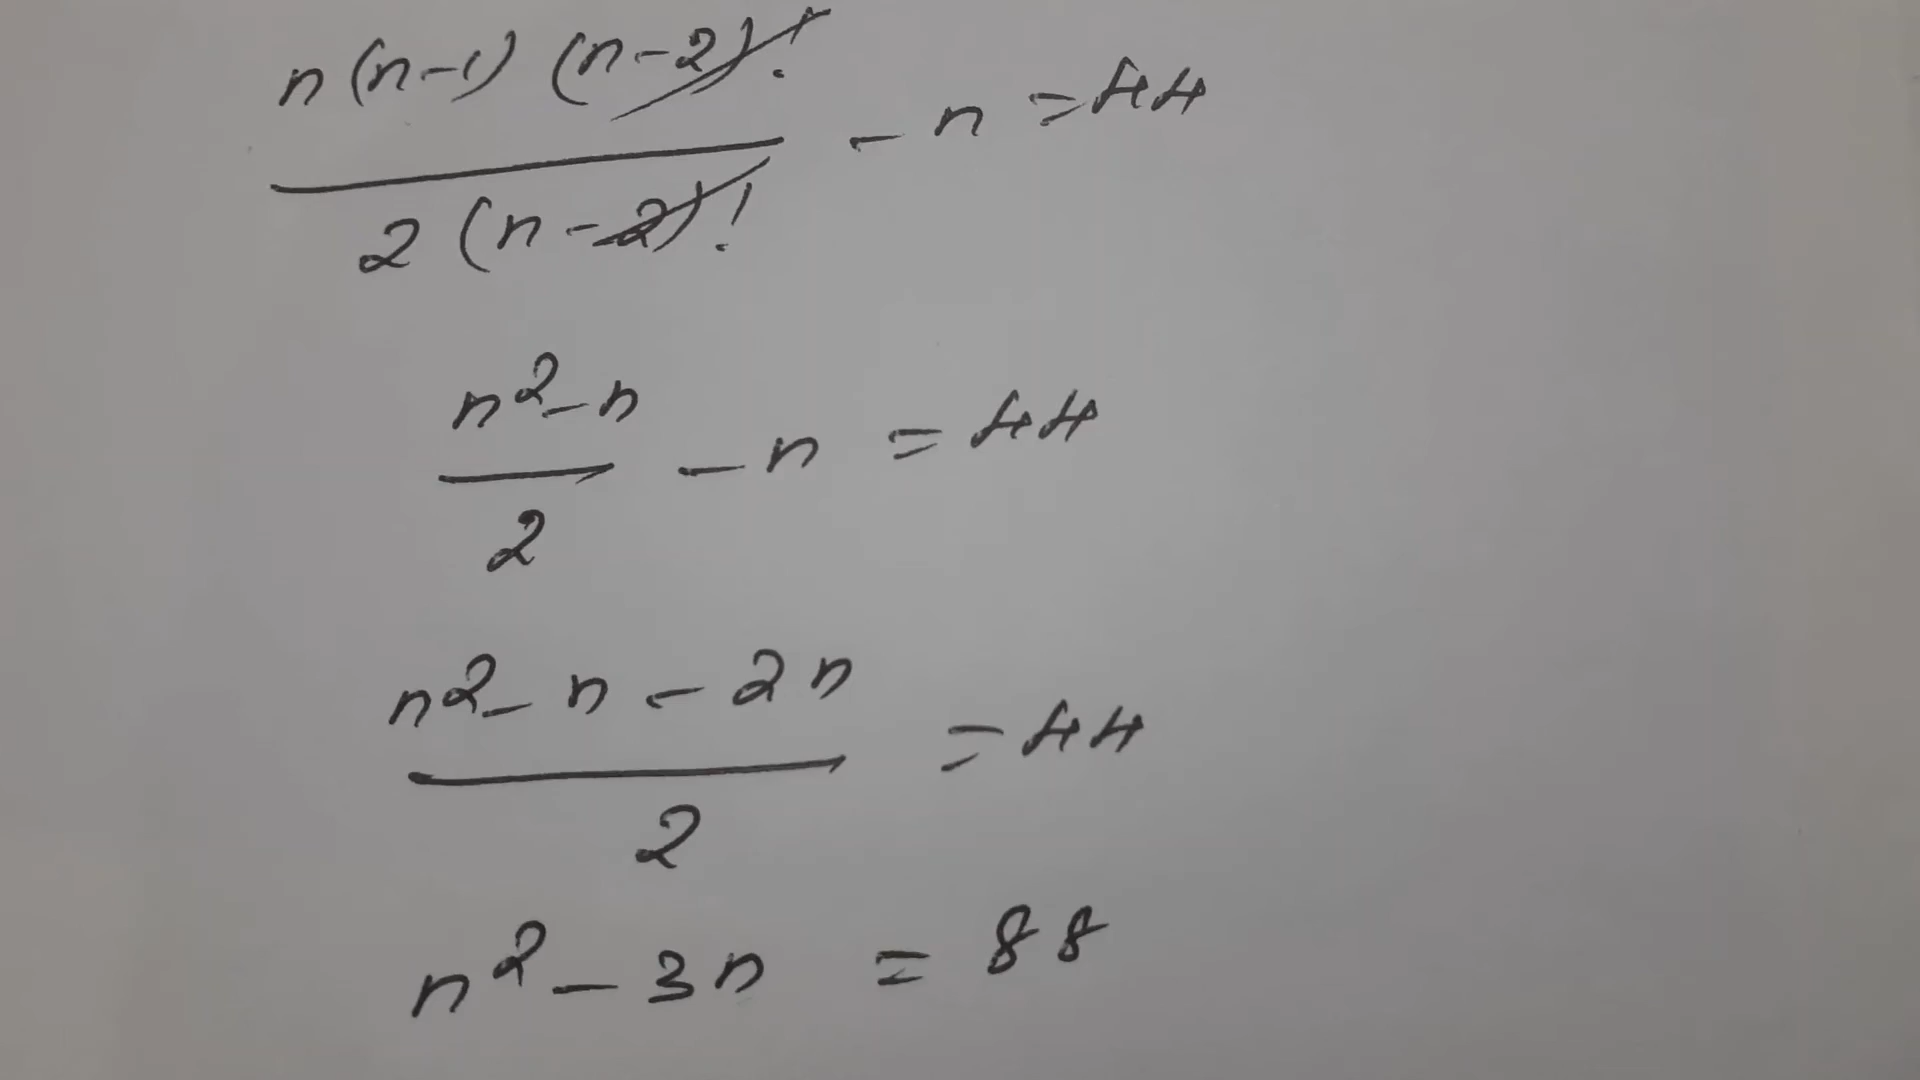 n(n-1)(n-2)!
/ 2(n-2)! - n = 44
n²-n / 2 - n = 44
n²-n-2n / 2 = 44
n²-3n = 88